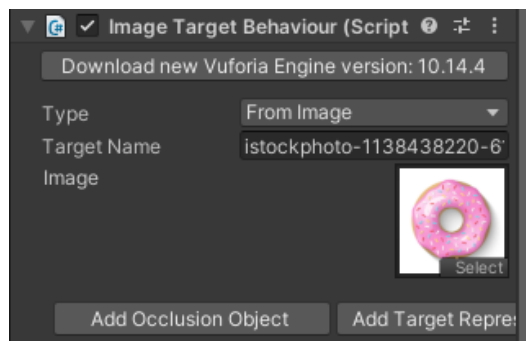 Image Target Behaviour (Script
Download new Vuforia Engine version: 10.14.4
Type From Image
Target Name istockphoto-1138438220-6
Image
Select
Add Occlusion Object Add Target Repre